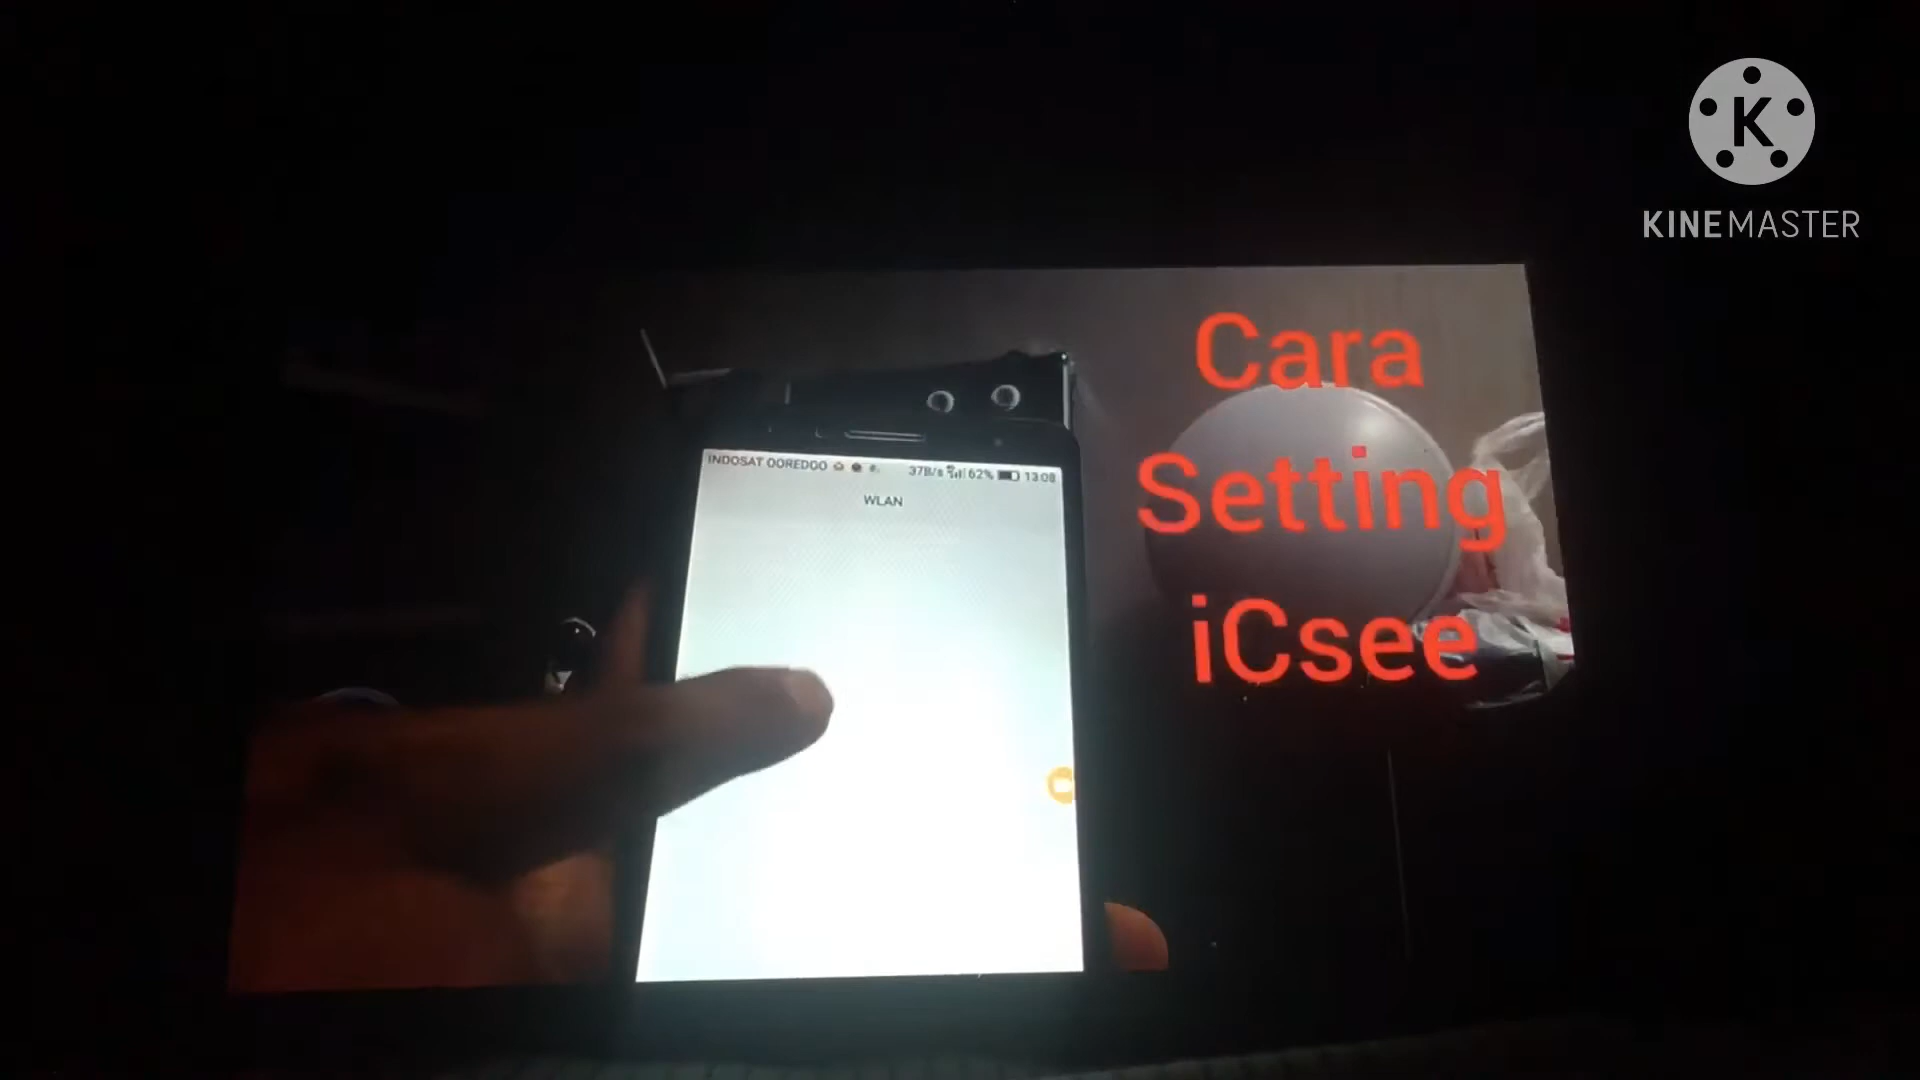 K
KINEMASTER
Cara
Setting
iCsee
INDOSAT OOREDOO 37B/s 62% 13:08
WLAN